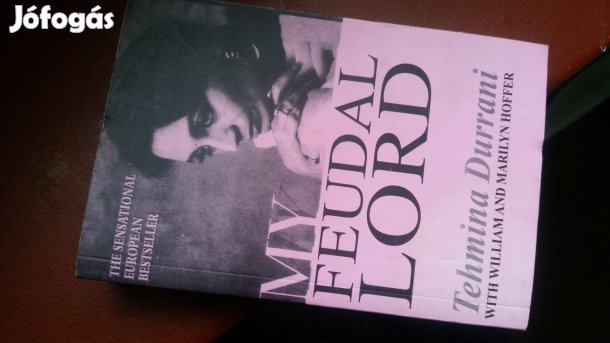 Jófogás
THE SENSATIONAL
EUROPEAN
BESTSELLER
MY
FEUDAL
LORD
Tehmina Durrani
WITH WILLIAM AND MARILYN HOFFER